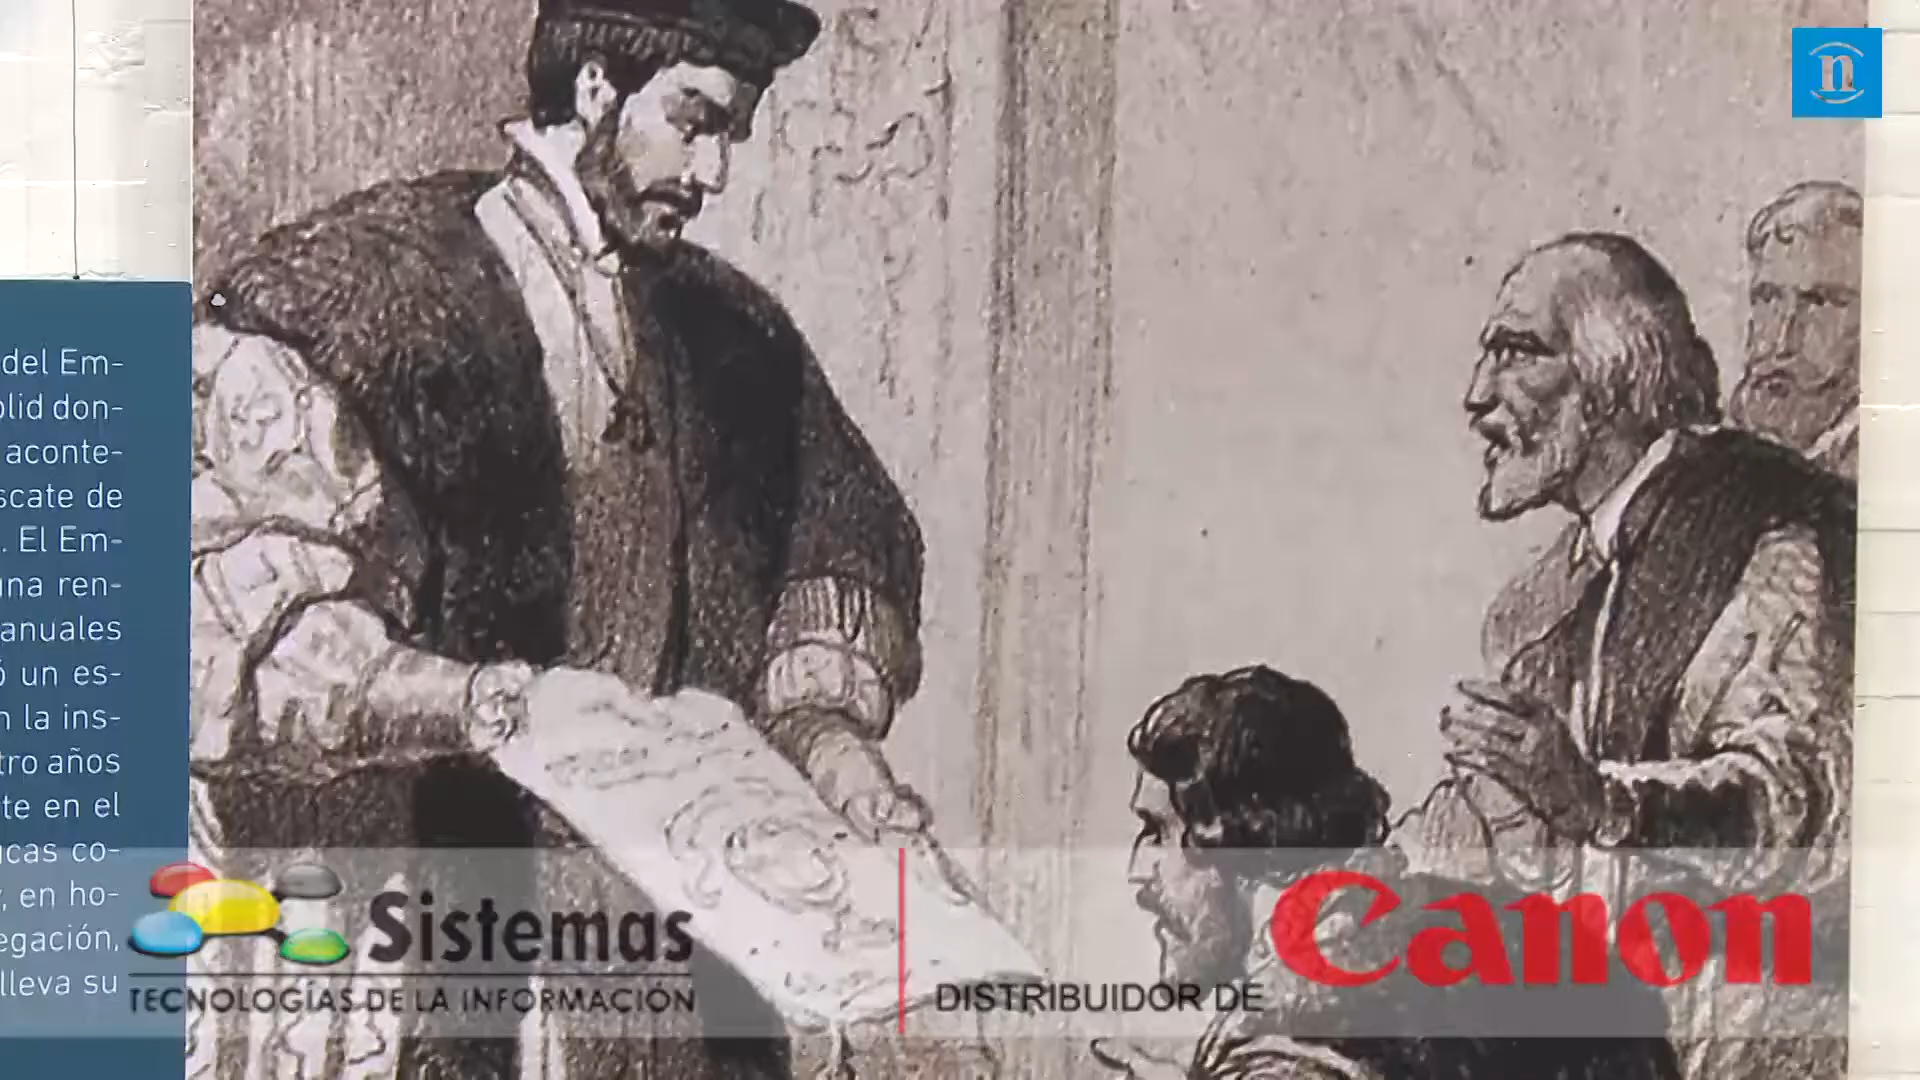 n
del Em-
olid don-
aconte-
scate de
. El Em-
una ren-
anuales
ó un es-
n la ins-
tro años
te en el
ucas co-
, en ho-
egación,
lleva su
Sistemas
TECNOLOGÍAS DE LA INFORMACIÓN
DISTRIBUIDOR DE
Canon